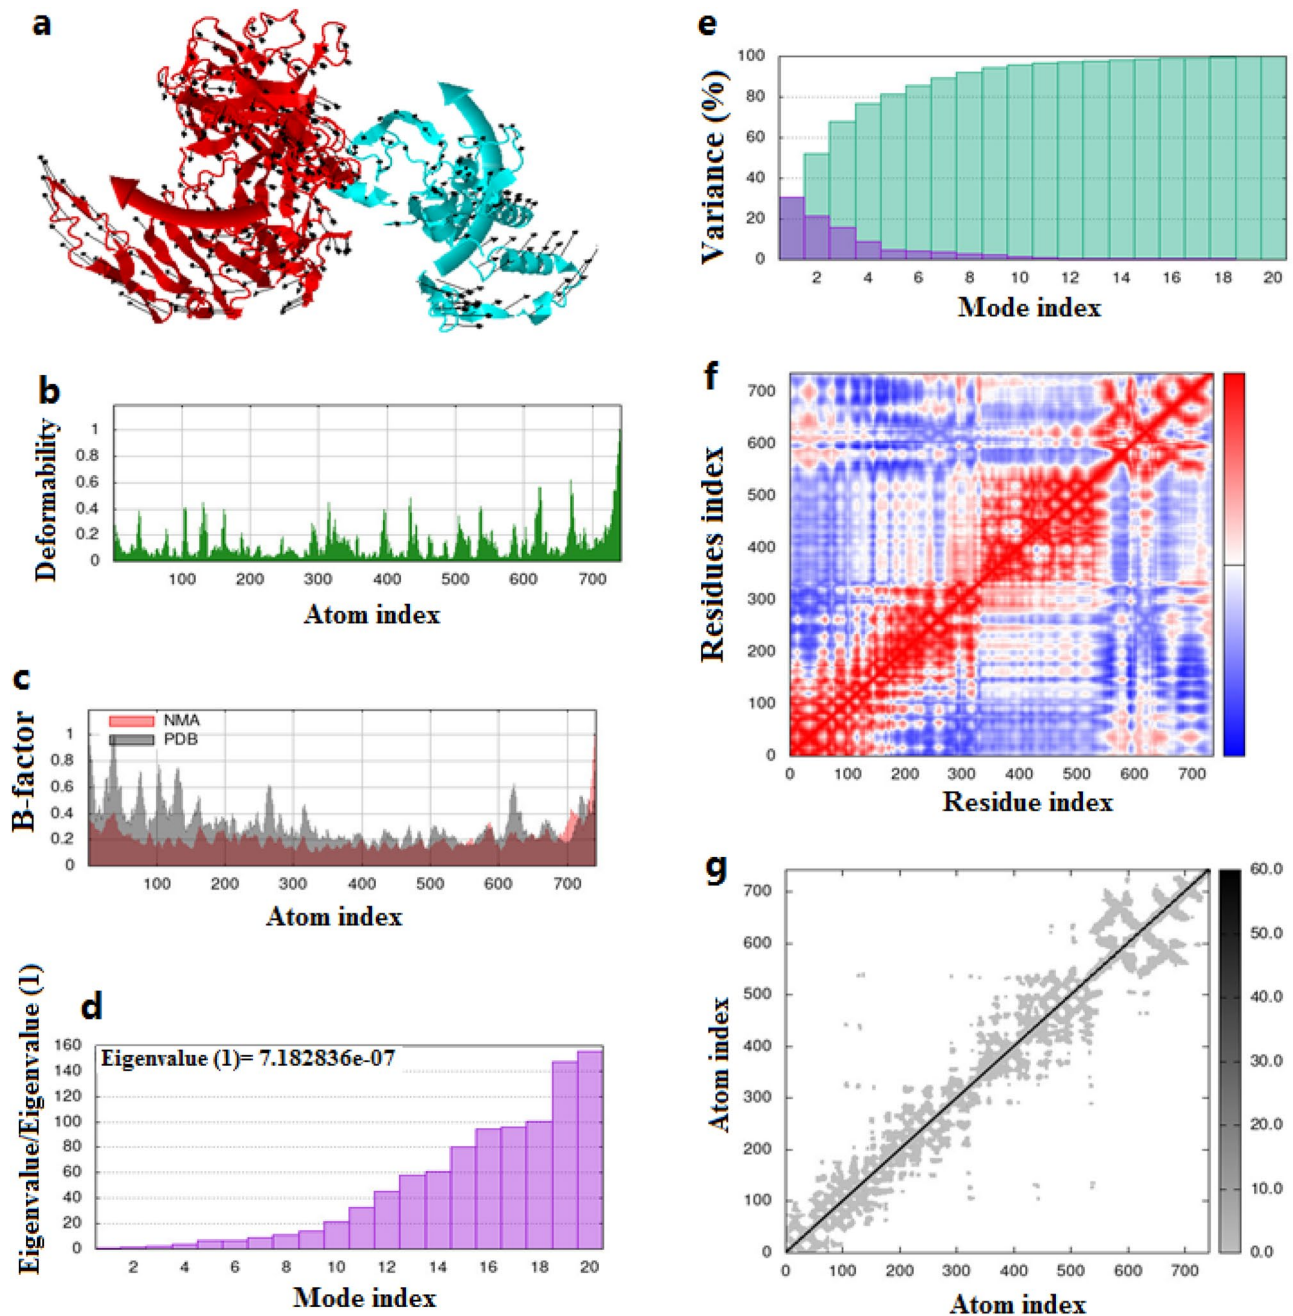 a
b
Deformability
1
0.8
0.6
0.4
0.2
0
100 200 300 400 500 600 700
Atom index
c
B-factor
NMA
PDB
1
0.8
0.6
0.4
0.2
0
100 200 300 400 500 600 700
Atom index
d
Eigenvalue/Eigenvalue (1)
Eigenvalue (1)= 7.182836e-07
160
140
120
100
80
60
40
20
0
2 4 6 8 10 12 14 16 18 20
Mode index
e
Variance (%)
100
80
60
40
20
0
2 4 6 8 10 12 14 16 18 20
Mode index
f
Residues index
700
600
500
400
300
200
100
0
0 100 200 300 400 500 600 700
Residue index
g
Atom index
700
600
500
400
300
200
100
0
0 100 200 300 400 500 600 700
Atom index
60.0
50.0
40.0
30.0
20.0
10.0
0.0